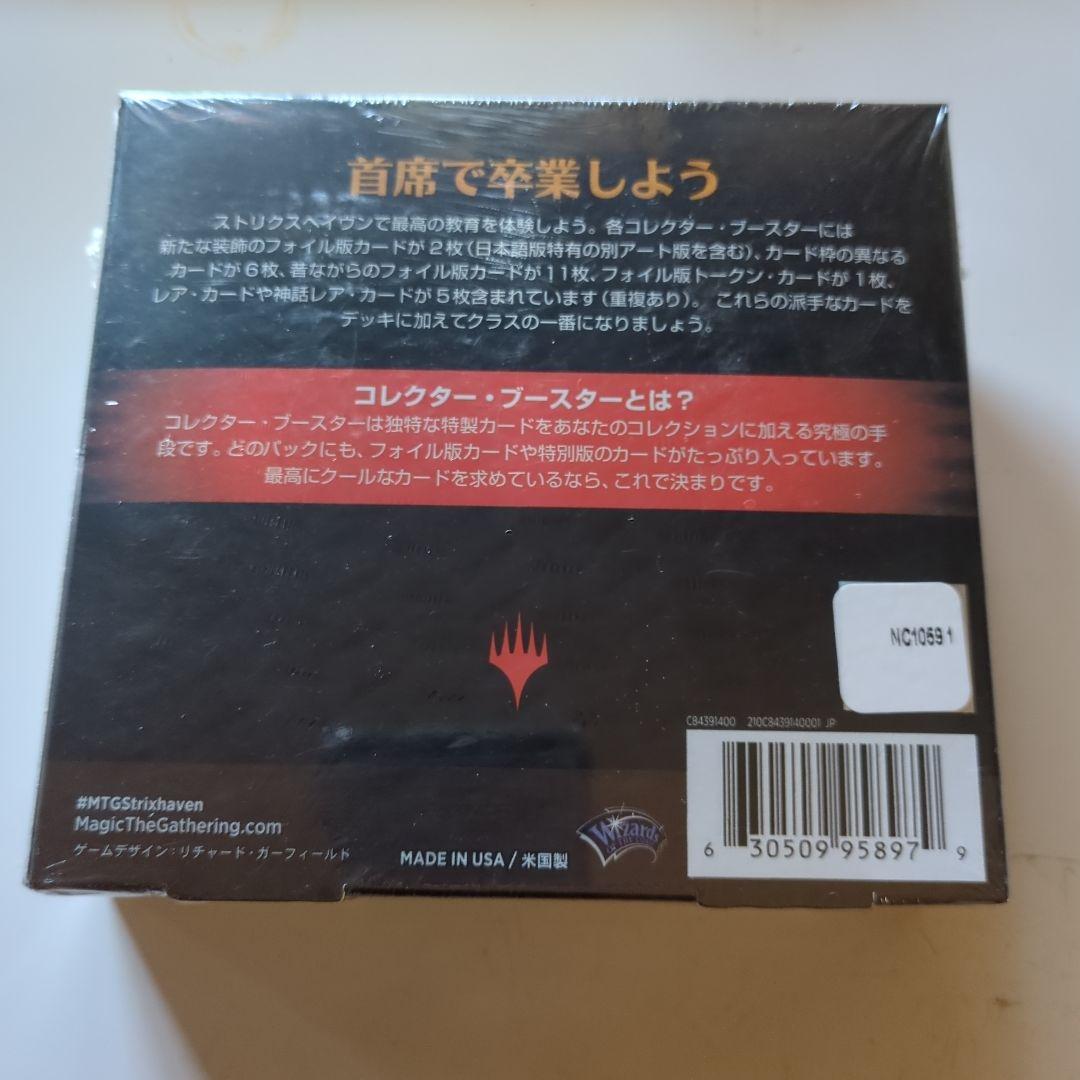 首席で卒業しよう
ストリクスヘイヴンで最高の教育を体験しよう。各コレクター・ブースターには
新たな装飾のフォイル版カードが2枚（日本語版特有の別アート版を含む）、カード枠の異なる
カードが6枚、昔ながらのフォイル版カードが11枚、フォイル版トークン・カードが1枚、
レア・カードや神話レア・カードが5枚含まれています（重複あり）。これらの派手なカードを
デッキに加えてクラスの一番になりましょう。
コレクター・ブースターとは？
コレクター・ブースターは独特な特製カードをあなたのコレクションに加える究極の手
段です。どのパックにも、フォイル版カードや特別版のカードがたっぷり入っています。
最高にクールなカードを求めているなら、これで決まりです。
NC1059 1
C84391400 210C8439140001 JP
#MTGStrixhaven
MagicTheGathering.com
ゲームデザイン：リチャード・ガーフィールド
MADE IN USA / 米国製
Wizards
6 30509 95897 9